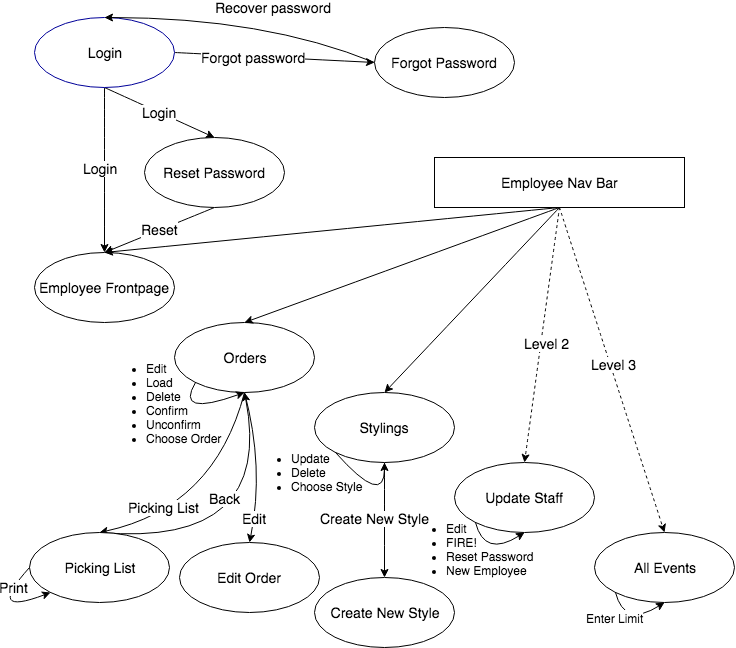 Recover password
Login
Forgot password
Forgot Password
Login
Login
Reset Password
Employee Nav Bar
Reset
Employee Frontpage
Level 2
Orders
Level 3
• Edit
• Load
• Delete
• Confirm
• Unconfirm
• Choose Order
Stylings
• Update
• Delete
• Choose Style
Picking List
Back
Edit
Create New Style
Update Staff
• Edit
• FIRE!
• Reset Password
• New Employee
Picking List
Print
Edit Order
Create New Style
All Events
Enter Limit